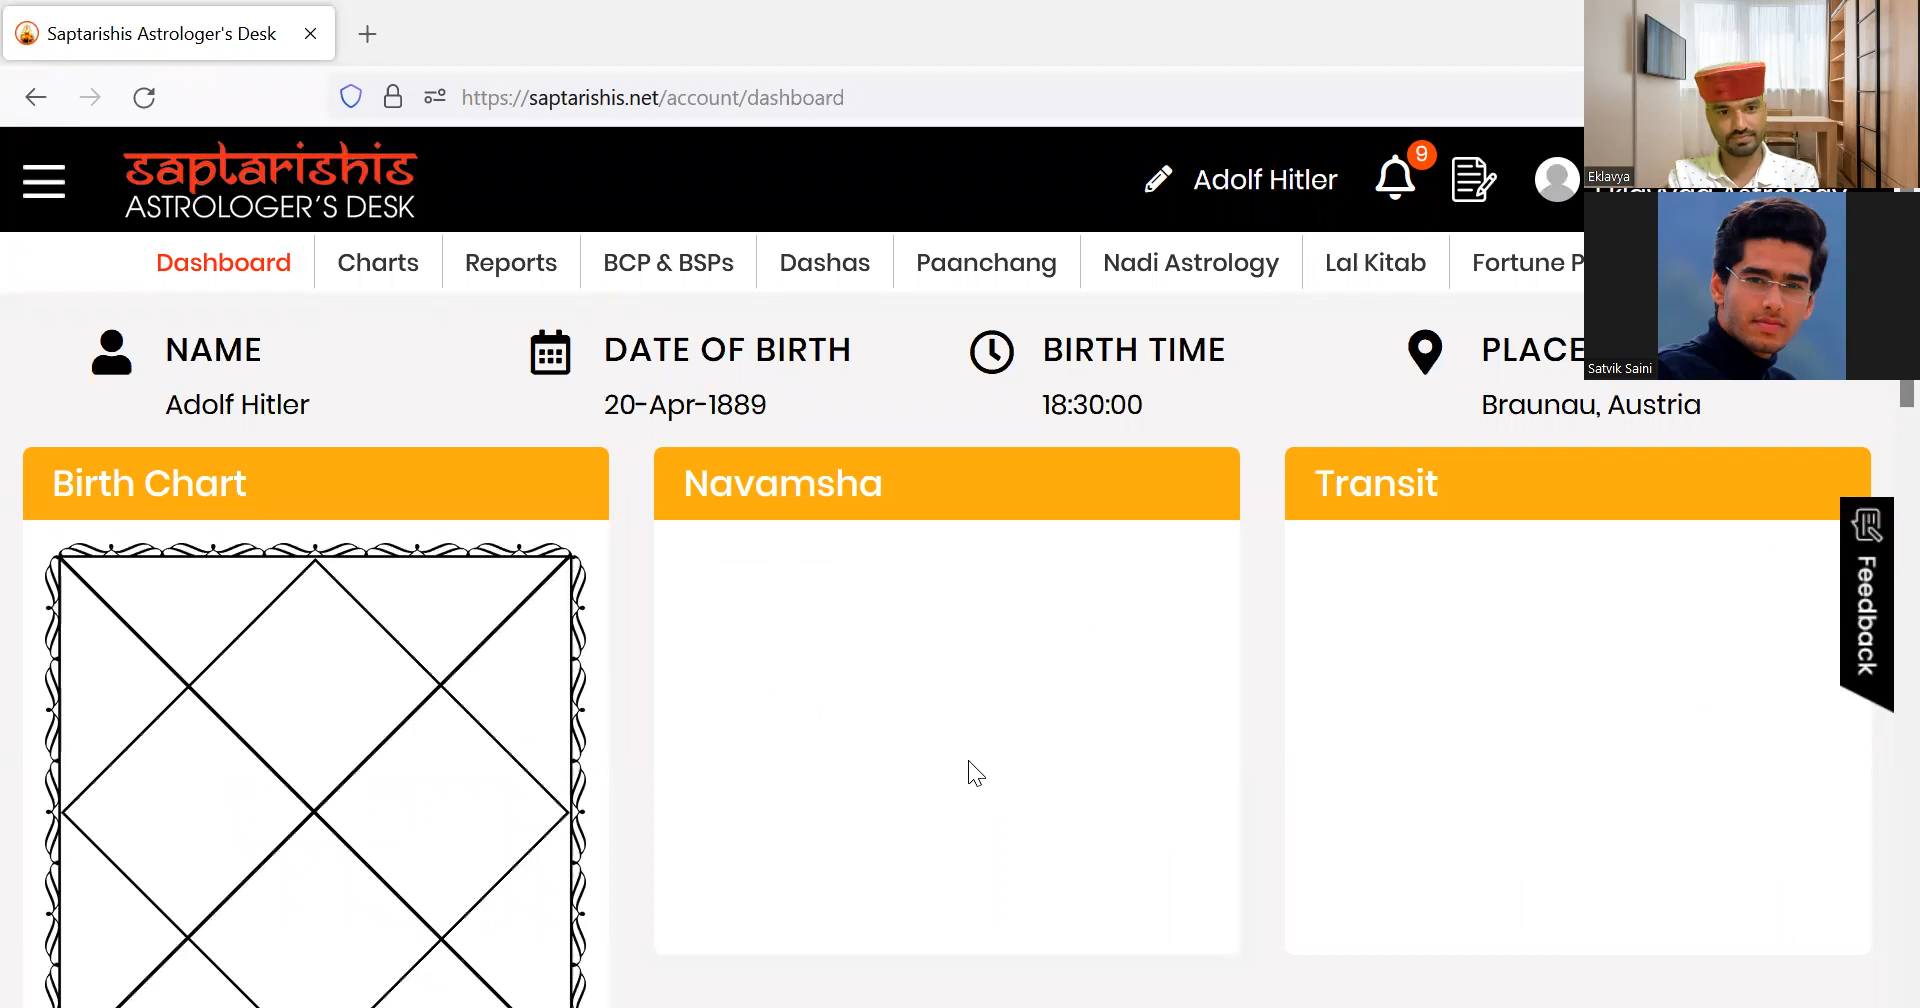 Saptarishis Astrologer's Desk
https://saptarishis.net/account/dashboard
saptarishis
ASTROLOGER'S DESK
Adolf Hitler
9
Eklavya
Dashboard
Charts
Reports
BCP & BSPs
Dashas
Paanchang
Nadi Astrology
Lal Kitab
Fortune P
Satvik Saini
NAME
Adolf Hitler
DATE OF BIRTH
20-Apr-1889
BIRTH TIME
18:30:00
PLACE
Braunau, Austria
Birth Chart
Navamsha
Transit
Feedback